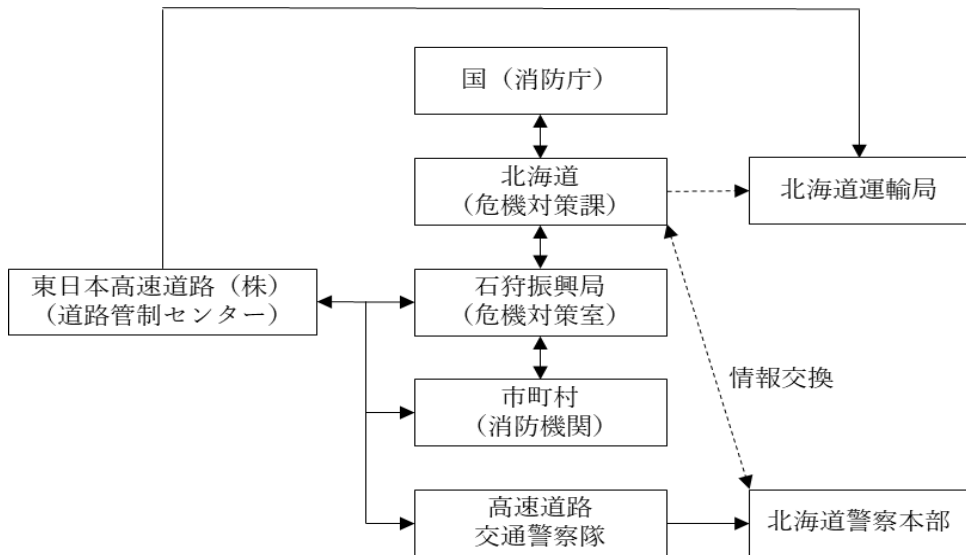 国（消防庁）
北海道
（危機対策課）
北海道運輸局
東日本高速道路（株）
（道路管制センター）
石狩振興局
（危機対策室）
情報交換
市町村
（消防機関）
高速道路
交通警察隊
北海道警察本部